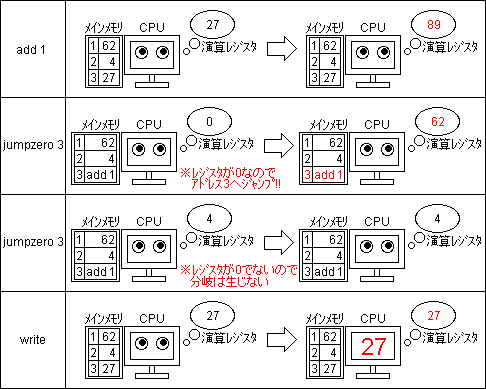 add 1
ﾒｲﾝﾒﾓﾘ CPU 27
1 62
2 4
3 27
演算ﾚｼﾞｽﾀ
ﾒｲﾝﾒﾓﾘ CPU 89
1 62
2 4
3 27
演算ﾚｼﾞｽﾀ
jumpzero 3
ﾒｲﾝﾒﾓﾘ CPU 0
1 62
2 4
3 add 1
演算ﾚｼﾞｽﾀ
※ﾚｼﾞｽﾀが0なので
ｱﾄﾞﾚｽ3へｼﾞｬﾝﾌﾟ!!
ﾒｲﾝﾒﾓﾘ CPU 62
1 62
2 4
3 add 1
演算ﾚｼﾞｽﾀ
jumpzero 3
ﾒｲﾝﾒﾓﾘ CPU 4
1 62
2 4
3 add 1
演算ﾚｼﾞｽﾀ
※ﾚｼﾞｽﾀが0でないので
分岐は生じない
ﾒｲﾝﾒﾓﾘ CPU 4
1 62
2 4
3 add 1
演算ﾚｼﾞｽﾀ
write
ﾒｲﾝﾒﾓﾘ CPU 27
1 62
2 4
3 27
演算ﾚｼﾞｽﾀ
ﾒｲﾝﾒﾓﾘ CPU 27
1 62
2 4
3 27
27
演算ﾚｼﾞｽﾀ